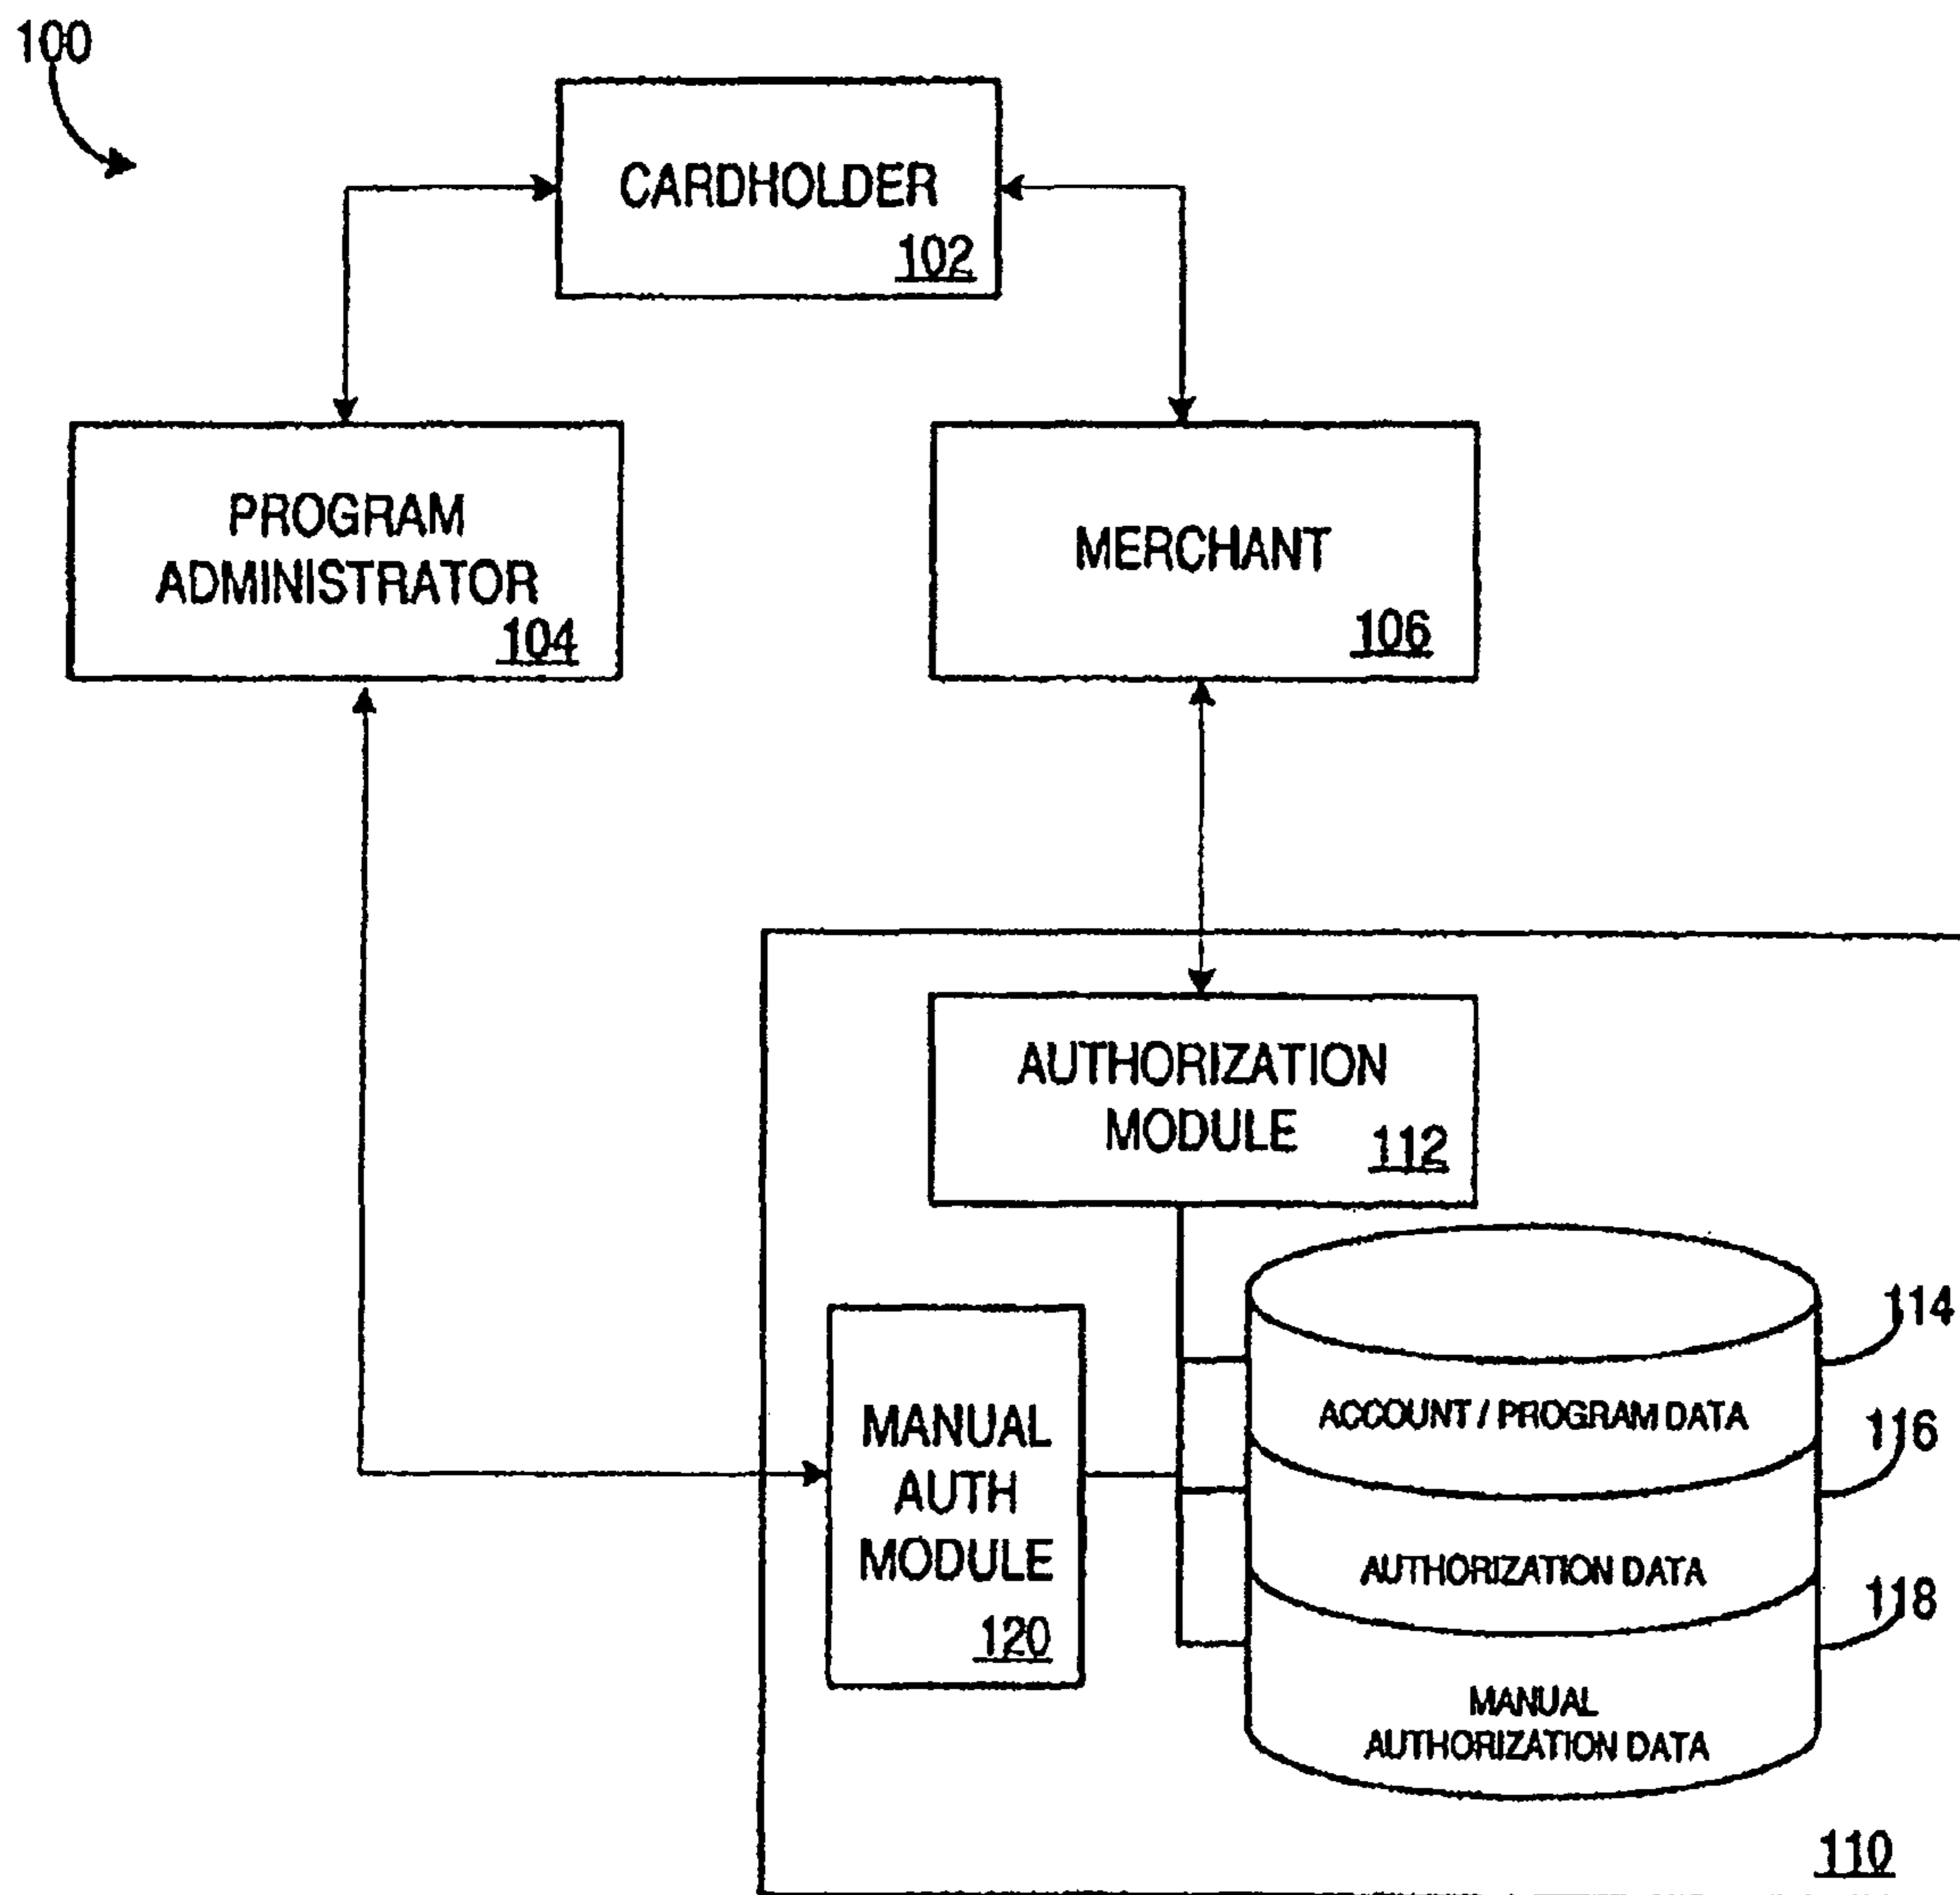 100
CARDHOLDER
102
PROGRAM
ADMINISTRATOR
104
MERCHANT
106
AUTHORIZATION
MODULE
112
MANUAL
AUTH
MODULE
120
ACCOUNT / PROGRAM DATA
114
AUTHORIZATION DATA
116
MANUAL
AUTHORIZATION DATA
118
110